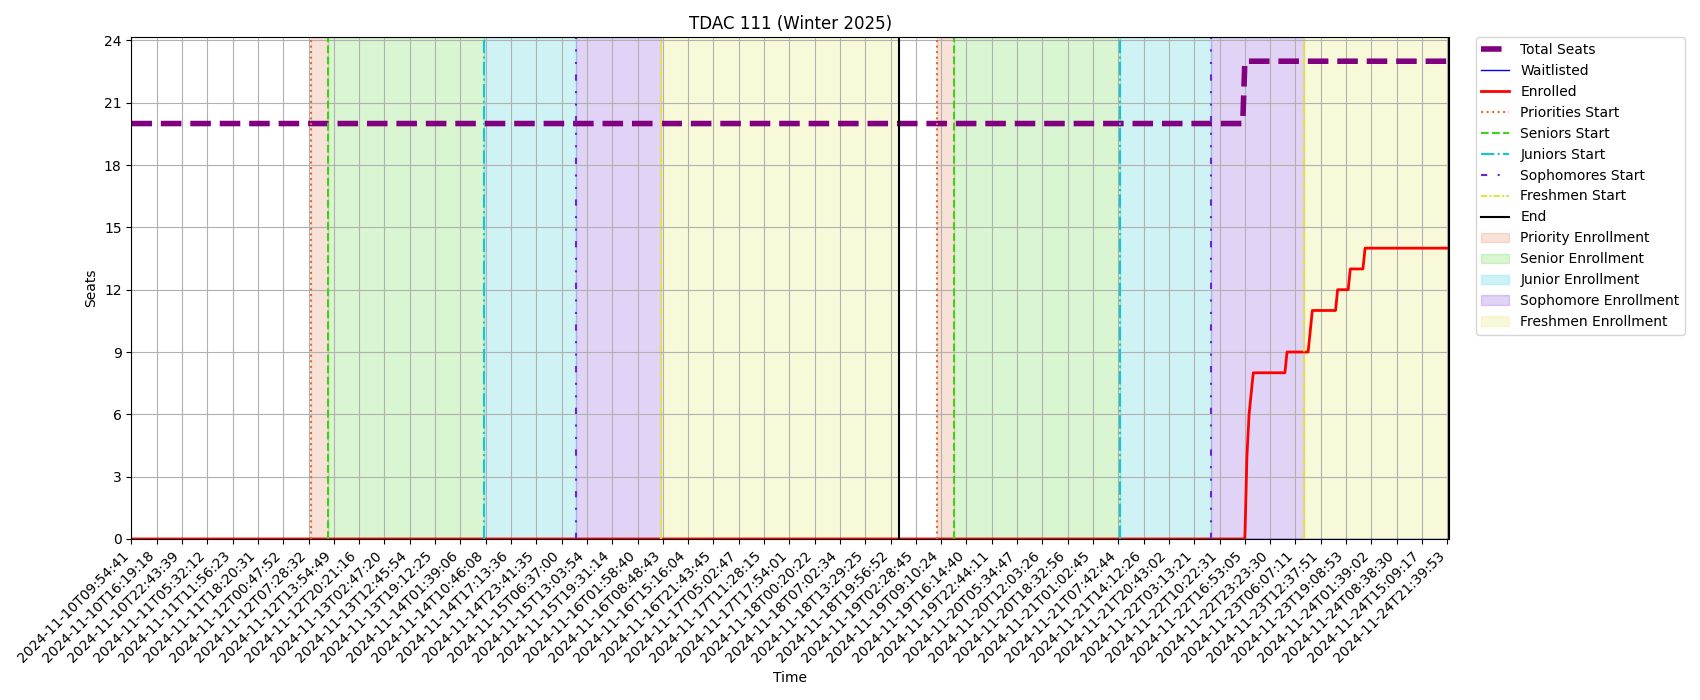 TDAC 111 (Winter 2025)
24
21
18
15
12
9
6
3
0
Seats
2024-11-10T09:54:41
2024-11-10T16:19:18
2024-11-10T22:43:39
2024-11-11T05:32:12
2024-11-11T11:56:23
2024-11-11T18:20:31
2024-11-12T00:47:52
2024-11-12T07:28:32
2024-11-12T13:54:49
2024-11-12T20:21:16
2024-11-13T02:47:20
2024-11-13T12:45:54
2024-11-13T19:12:25
2024-11-14T01:39:06
2024-11-14T10:46:08
2024-11-14T17:13:36
2024-11-14T23:41:35
2024-11-15T06:37:00
2024-11-15T13:03:54
2024-11-15T19:31:14
2024-11-16T01:58:40
2024-11-16T08:48:43
2024-11-16T15:16:04
2024-11-16T21:43:45
2024-11-17T05:02:47
2024-11-17T11:28:15
2024-11-17T17:54:01
2024-11-18T00:20:22
2024-11-18T07:02:34
2024-11-18T13:29:25
2024-11-18T19:56:52
2024-11-19T02:28:45
2024-11-19T09:10:24
2024-11-19T16:14:40
2024-11-19T22:44:11
2024-11-20T05:34:47
2024-11-20T12:03:26
2024-11-20T18:32:56
2024-11-21T01:02:45
2024-11-21T07:42:44
2024-11-21T14:12:26
2024-11-21T20:43:02
2024-11-22T03:13:21
2024-11-22T10:22:31
2024-11-22T16:53:05
2024-11-22T23:23:30
2024-11-23T06:07:11
2024-11-23T12:37:51
2024-11-23T19:08:53
2024-11-24T01:39:02
2024-11-24T08:38:30
2024-11-24T15:09:17
2024-11-24T21:39:53
Time
Total Seats
Waitlisted
Enrolled
Priorities Start
Seniors Start
Juniors Start
Sophomores Start
Freshmen Start
End
Priority Enrollment
Senior Enrollment
Junior Enrollment
Sophomore Enrollment
Freshmen Enrollment